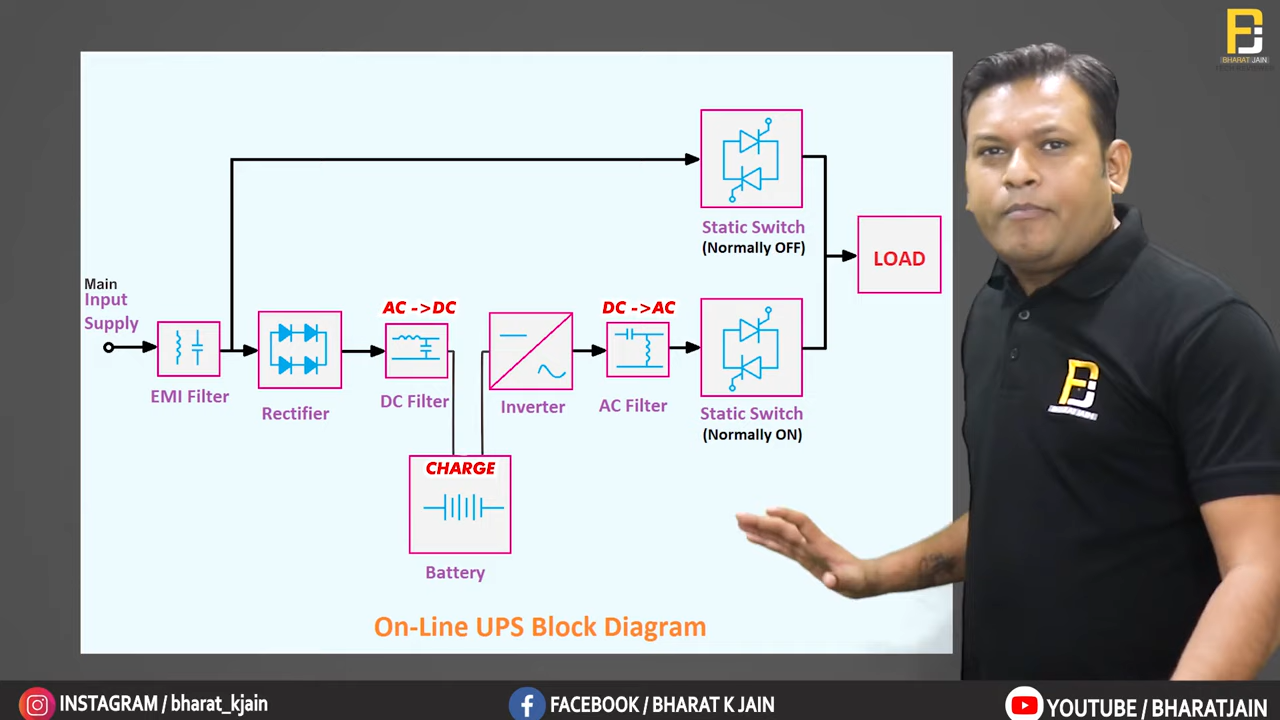 BHARAT JAIN
Static Switch
(Normally OFF)
LOAD
Main
Input
Supply
AC ->DC
DC ->AC
EMI Filter
Rectifier
DC Filter
Inverter
AC Filter
Static Switch
(Normally ON)
CHARGE
Battery
On-Line UPS Block Diagram
INSTAGRAM / bharat_kjain
FACEBOOK / BHARAT K JAIN
YOUTUBE / BHARATJAIN